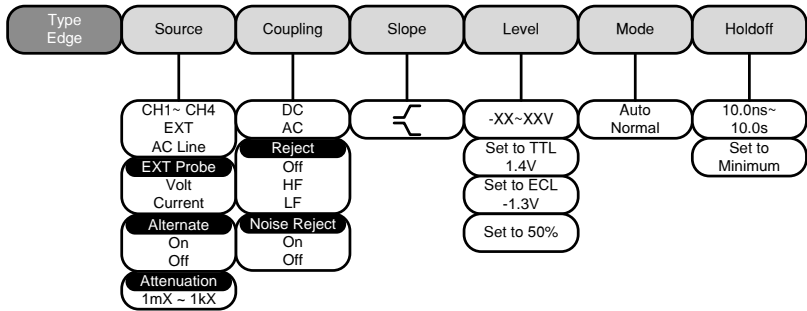 Type
Edge
Source
Coupling
Slope
Level
Mode
Holdoff
CH1~ CH4
EXT
AC Line
EXT Probe
Volt
Current
Alternate
On
Off
Attenuation
1mX ~ 1kX
DC
AC
Reject
Off
HF
LF
Noise Reject
On
Off
-XX~XXV
Set to TTL
1.4V
Set to ECL
-1.3V
Set to 50%
Auto
Normal
10.0ns~
10.0s
Set to
Minimum